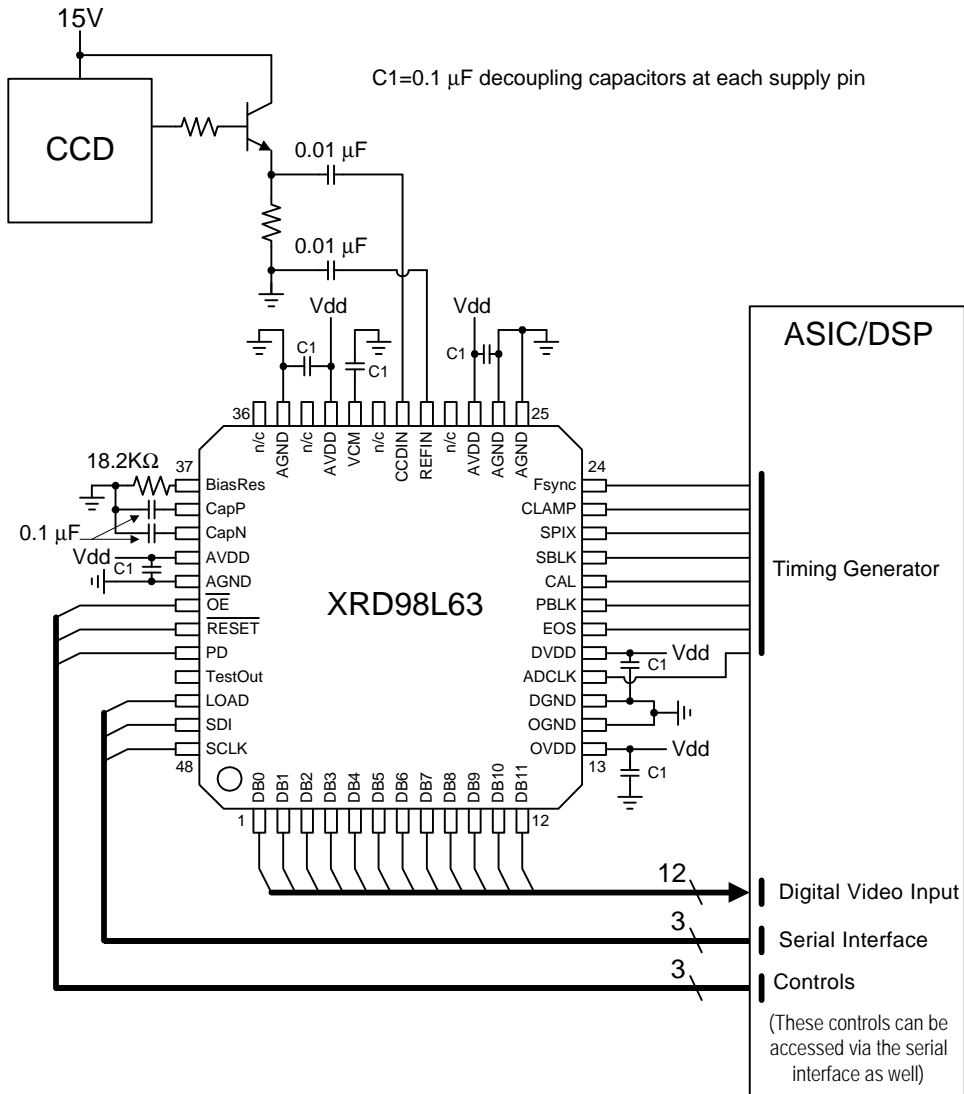 15V
C1=0.1 μF decoupling capacitors at each supply pin
CCD
0.01 μF
0.01 μF
Vdd
Vdd
ASIC/DSP
C1
C1
C1
36
25
n/c
AGND
n/c
AVDD
VCM
n/c
CCDIN
REFIN
n/c
AVDD
AGND
AGND
18.2KΩ
37
24
BiasRes
CapP
CapN
AVDD
AGND
OE
RESET
PD
TestOut
LOAD
SDI
SCLK
48
0.1 μF
Vdd
C1
XRD98L63
Fsync
CLAMP
SPIX
SBLK
CAL
PBLK
EOS
DVDD
ADCLK
DGND
OGND
OVDD
13
Timing Generator
Vdd
C1
Vdd
C1
DB0
DB1
DB2
DB3
DB4
DB5
DB6
DB7
DB8
DB9
DB10
DB11
1
12
12
Digital Video Input
3
Serial Interface
3
Controls
(These controls can be
accessed via the serial
interface as well)